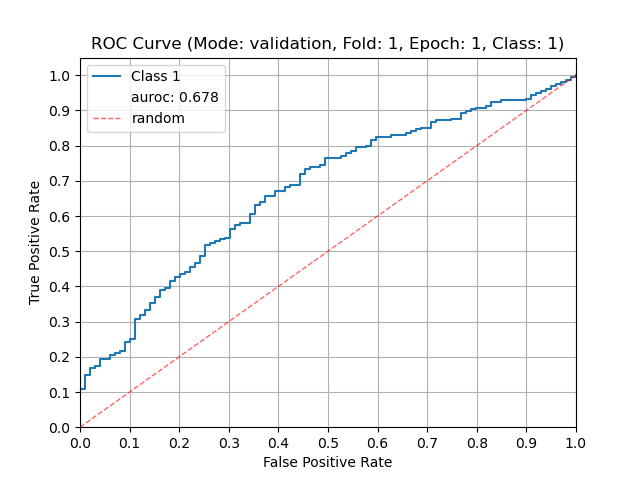 ROC Curve (Mode: validation, Fold: 1, Epoch: 1, Class: 1)
Class 1
auroc: 0.678
random
True Positive Rate
1.0
0.9
0.8
0.7
0.6
0.5
0.4
0.3
0.2
0.1
0.0
0.0 0.1 0.2 0.3 0.4 0.5 0.6 0.7 0.8 0.9 1.0
False Positive Rate